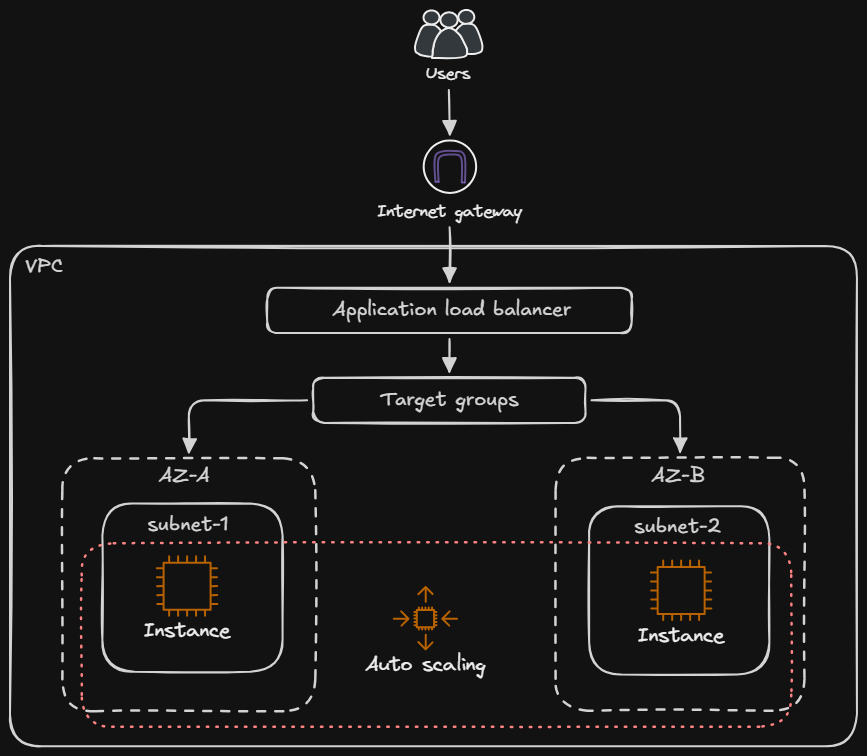 Users
Internet gateway
VPC
Application load balancer
Target groups
AZ-A
AZ-B
subnet-1
subnet-2
Instance
Instance
Auto scaling